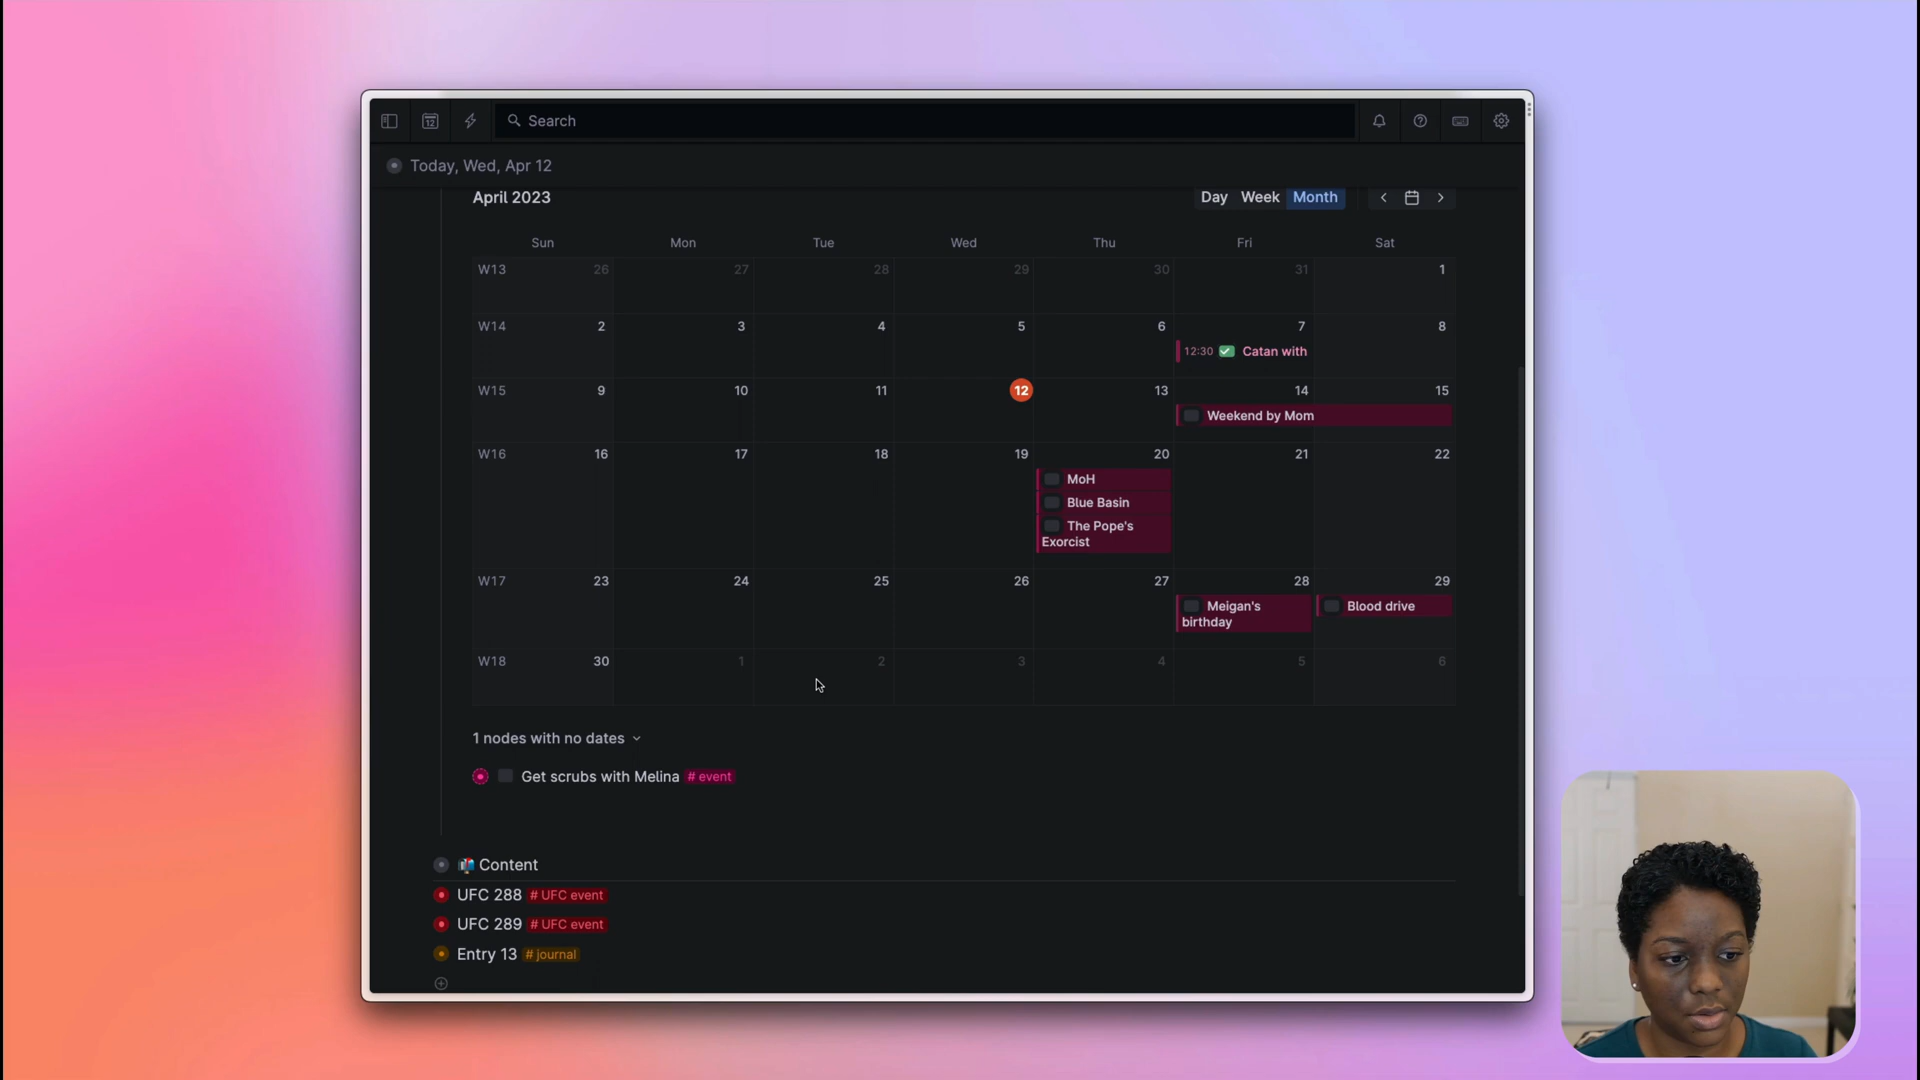 12
Search
Today, Wed, Apr 12
April 2023
Day Week Month
Sun Mon Tue Wed Thu Fri Sat
W13 26 27 28 29 30 31 1
W14 2 3 4 5 6 7 8
12:30 Catan with
W15 9 10 11 12 13 14 15
Weekend by Mom
W16 16 17 18 19 20 21 22
MoH
Blue Basin
The Pope's
Exorcist
W17 23 24 25 26 27 28 29
Meigan's
birthday
Blood drive
W18 30 1 2 3 4 5 6
1 nodes with no dates
Get scrubs with Melina # event
Content
UFC 288 # UFC event
UFC 289 # UFC event
Entry 13 # journal